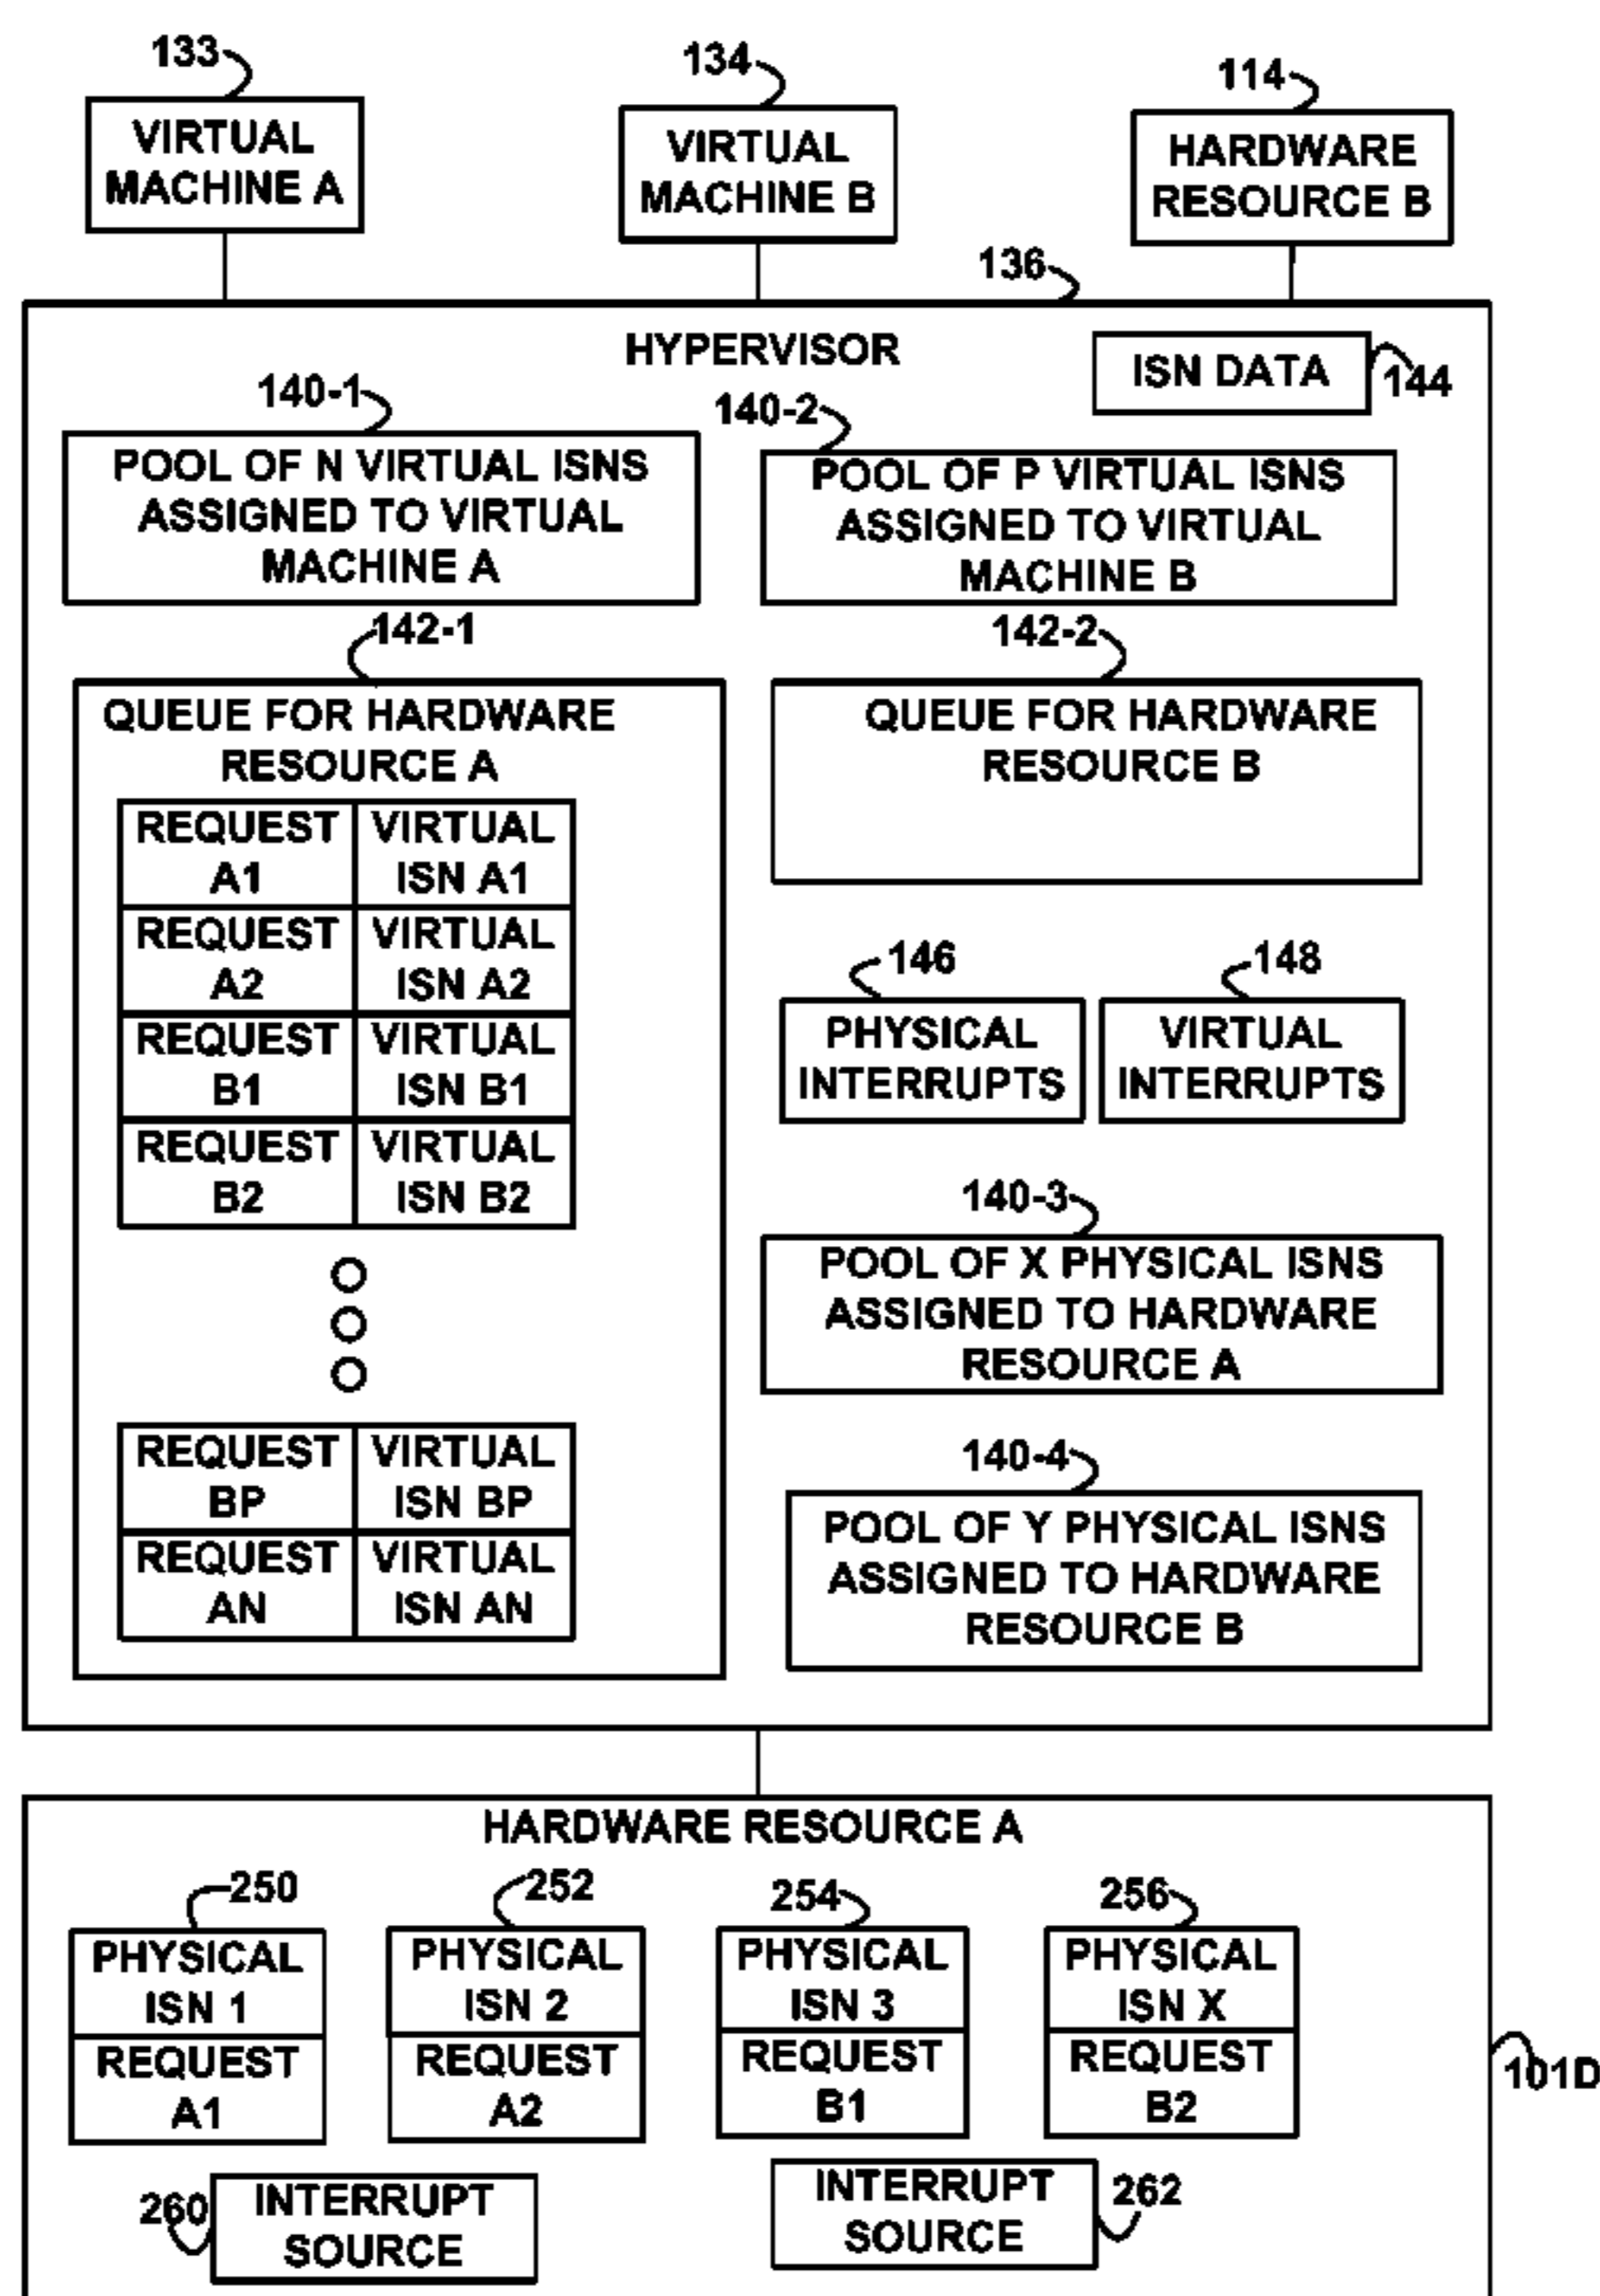 133
134
114
VIRTUAL
MACHINE A
VIRTUAL
MACHINE B
HARDWARE
RESOURCE B
136
HYPERVISOR
ISN DATA
144
140-1
140-2
POOL OF N VIRTUAL ISNS
ASSIGNED TO VIRTUAL
MACHINE A
POOL OF P VIRTUAL ISNS
ASSIGNED TO VIRTUAL
MACHINE B
142-1
142-2
QUEUE FOR HARDWARE
RESOURCE A
REQUEST
A1
VIRTUAL
ISN A1
REQUEST
A2
VIRTUAL
ISN A2
REQUEST
B1
VIRTUAL
ISN B1
REQUEST
B2
VIRTUAL
ISN B2
REQUEST
BP
VIRTUAL
ISN BP
REQUEST
AN
VIRTUAL
ISN AN
QUEUE FOR HARDWARE
RESOURCE B
146
148
PHYSICAL
INTERRUPTS
VIRTUAL
INTERRUPTS
140-3
POOL OF X PHYSICAL ISNS
ASSIGNED TO HARDWARE
RESOURCE A
140-4
POOL OF Y PHYSICAL ISNS
ASSIGNED TO HARDWARE
RESOURCE B
HARDWARE RESOURCE A
250
252
254
256
PHYSICAL
ISN 1
REQUEST
A1
PHYSICAL
ISN 2
REQUEST
A2
PHYSICAL
ISN 3
REQUEST
B1
PHYSICAL
ISN X
REQUEST
B2
101D
260
INTERRUPT
SOURCE
INTERRUPT
SOURCE
262